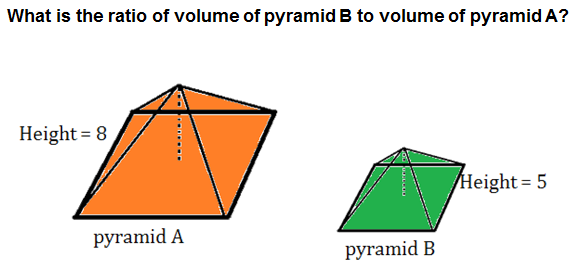 What is the ratio of volume of pyramid B to volume of pyramid A?
Height = 8
Height = 5
pyramid A
pyramid B